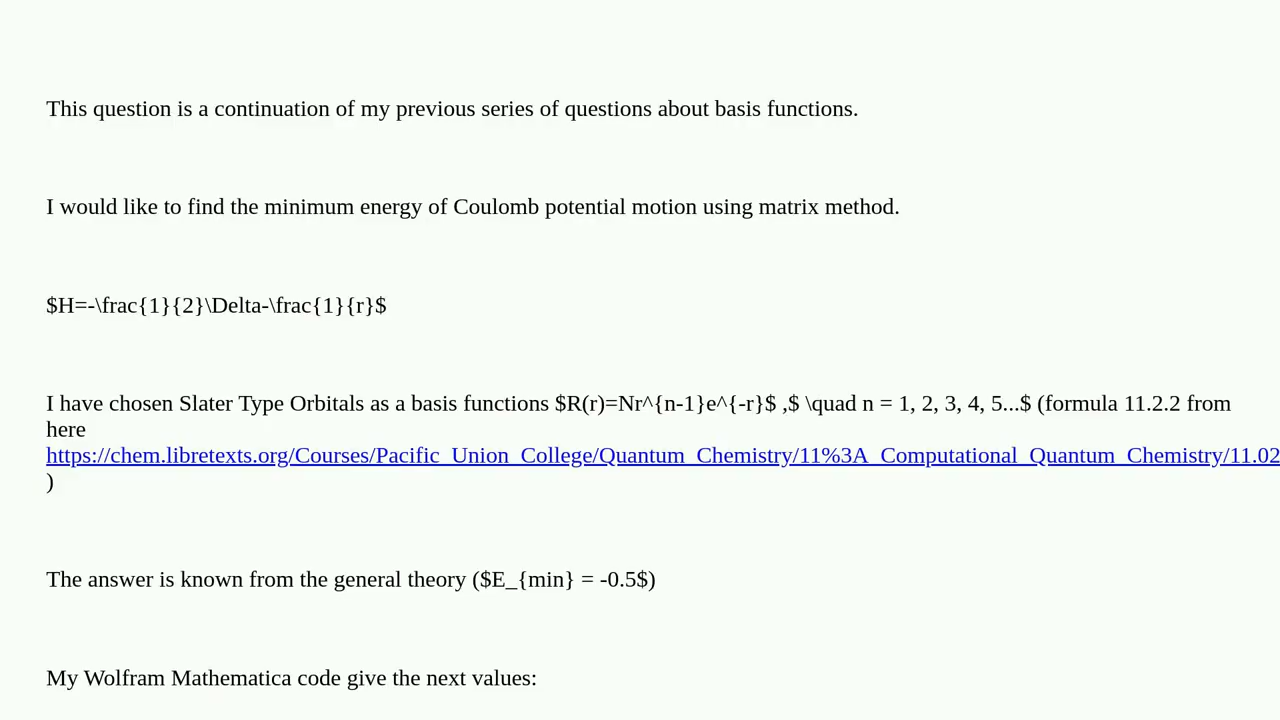 This question is a continuation of my previous series of questions about basis functions.
I would like to find the minimum energy of Coulomb potential motion using matrix method.
$H=-\frac{1}{2}\Delta-\frac{1}{r}$
I have chosen Slater Type Orbitals as a basis functions $R(r)=Nr^{n-1}e^{-r}$ ,$ \quad n = 1, 2, 3, 4, 5...$ (formula 11.2.2 from
here
https://chem.libretexts.org/Courses/Pacific_Union_College/Quantum_Chemistry/11%3A_Computational_Quantum_Chemistry/11.02
)
The answer is known from the general theory ($E_{min} = -0.5$)
My Wolfram Mathematica code give the next values: